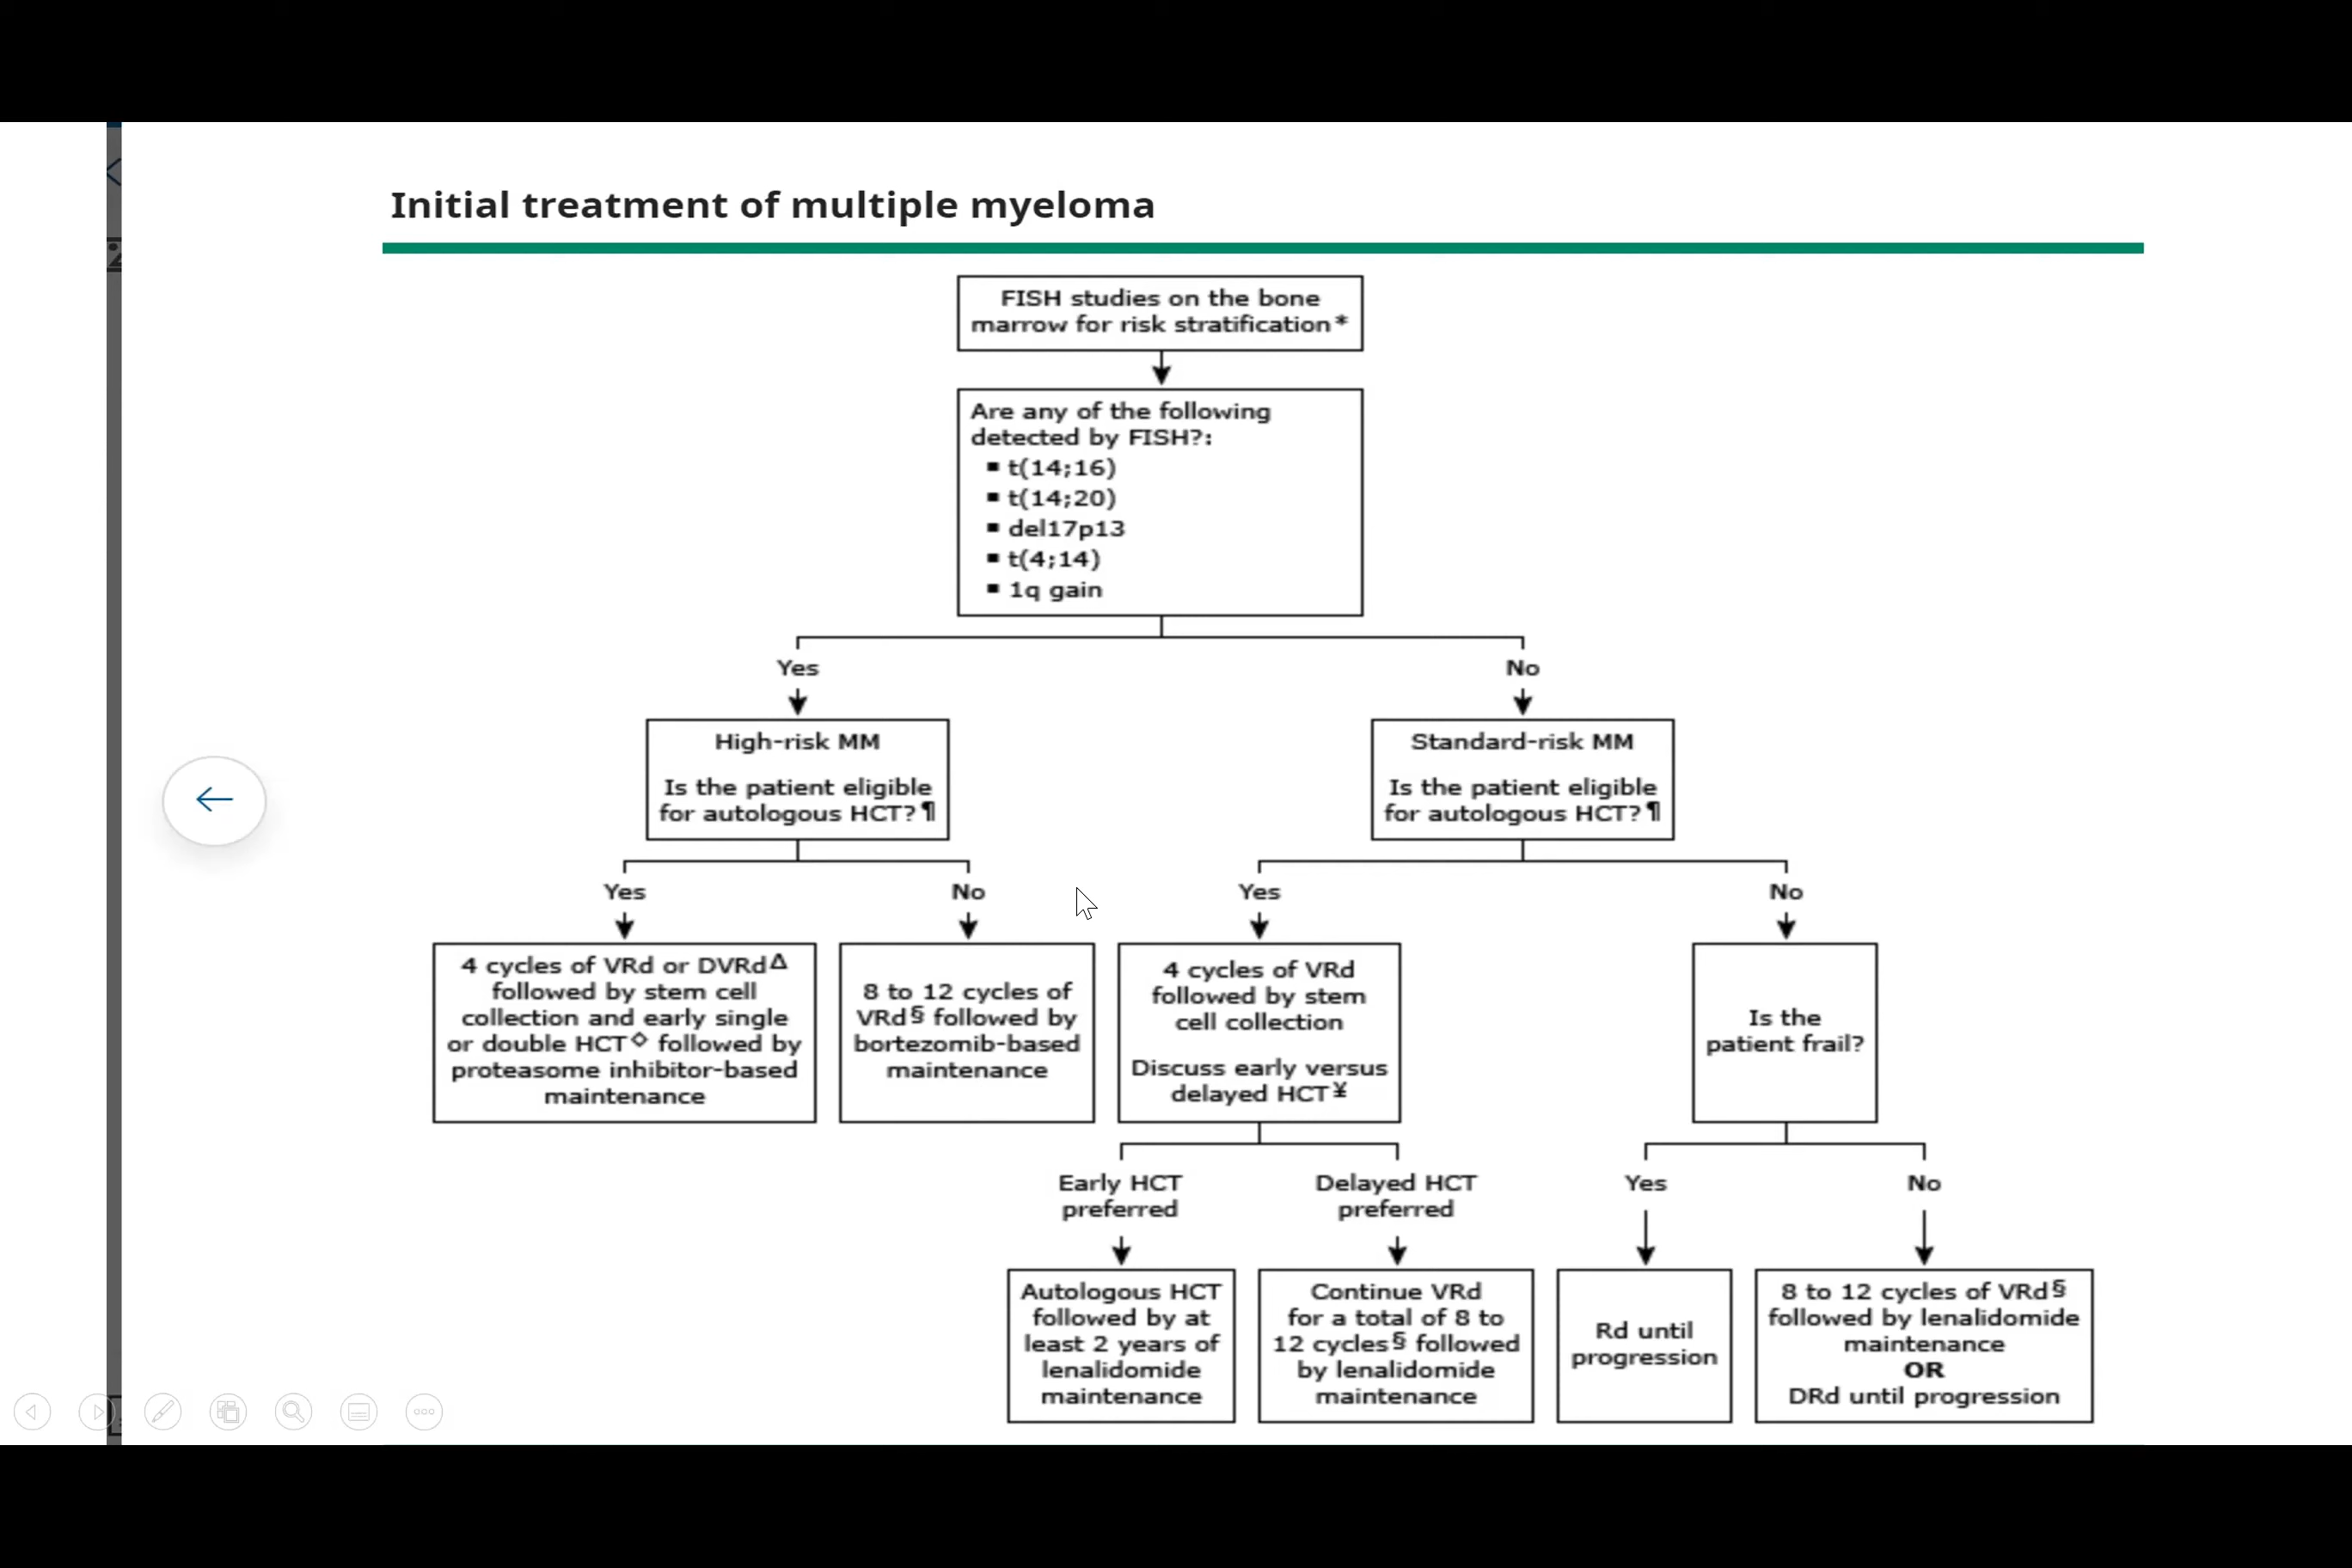 Initial treatment of multiple myeloma
FISH studies on the bone
marrow for risk stratification*
Are any of the following
detected by FISH?:
▪ t(14;16)
▪ t(14;20)
▪ del17p13
▪ t(4;14)
▪ 1q gain
Yes
No
High-risk MM
Is the patient eligible
for autologous HCT?¶
Standard-risk MM
Is the patient eligible
for autologous HCT?¶
Yes
No
Yes
No
4 cycles of VRd or DVRdΔ
followed by stem cell
collection and early single
or double HCT◇ followed by
proteasome inhibitor-based
maintenance
8 to 12 cycles of
VRd§ followed by
bortezomib-based
maintenance
4 cycles of VRd
followed by stem
cell collection
Discuss early versus
delayed HCT¥
Is the
patient frail?
Early HCT
preferred
Delayed HCT
preferred
Yes
No
Autologous HCT
followed by at
least 2 years of
lenalidomide
maintenance
Continue VRd
for a total of 8 to
12 cycles§ followed
by lenalidomide
maintenance
Rd until
progression
8 to 12 cycles of VRd§
followed by lenalidomide
maintenance
OR
DRd until progression